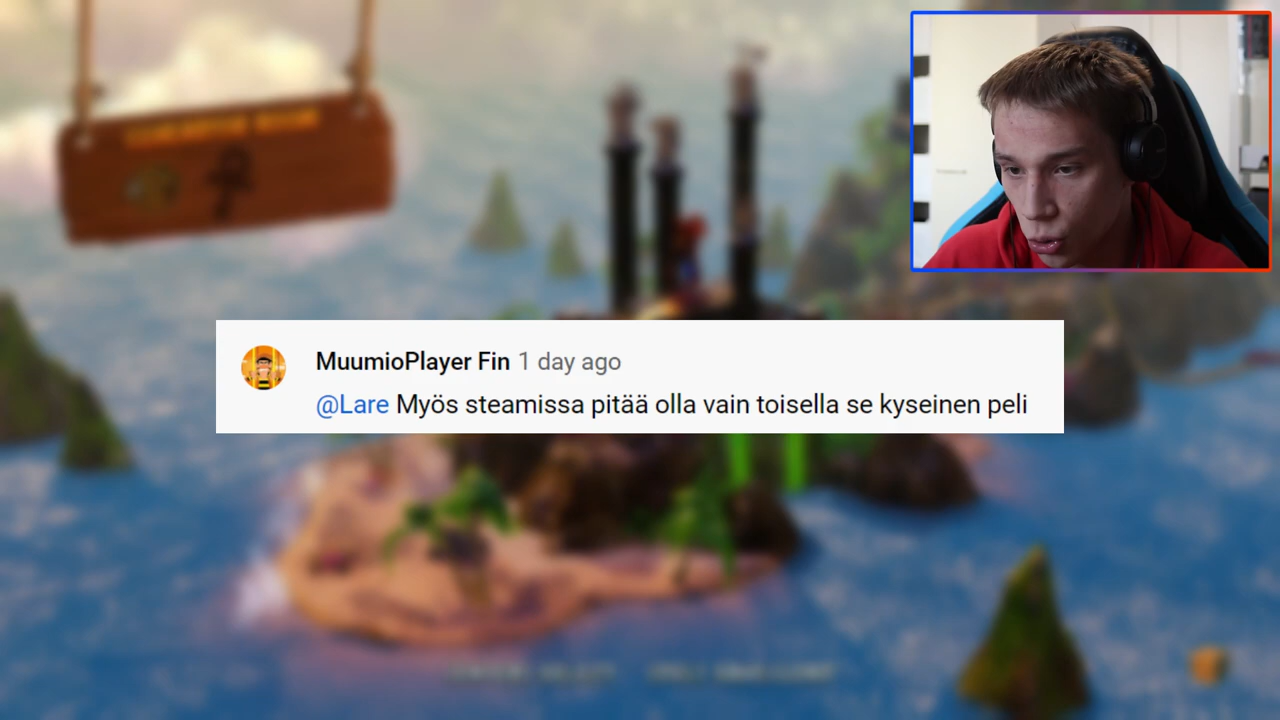 MuumioPlayer Fin 1 day ago
@Lare Myös steamissa pitää olla vain toisella se kyseinen peli